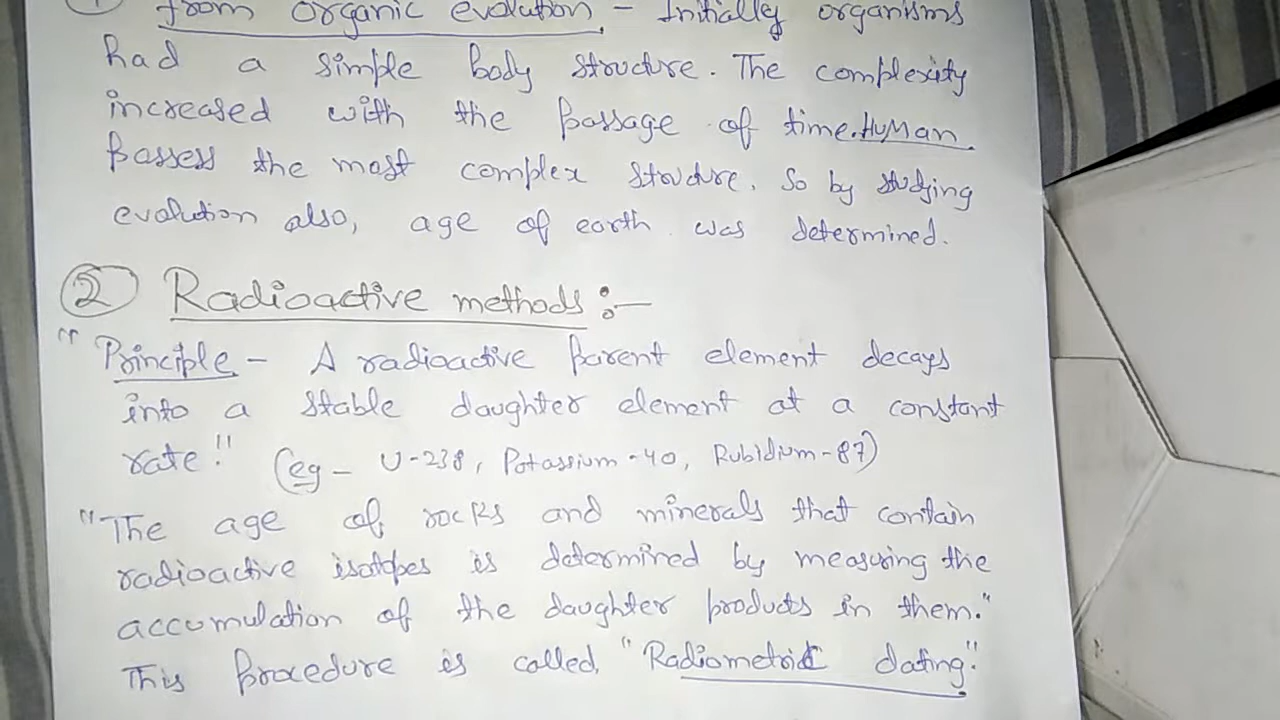 from organic evolution - Initially organisms
had a simple body structure. The complexity
increased with the passage of time. HUMAN
Possess the most complex structure. So by studying
evolution also, age of earth was determined.
② Radioactive methods :-
"Principle - A radioactive parent element decays
into a stable daughter element at a constant
rate." (eg - U-238, Potassium-40, Rubidium-87)
"The age of rocks and minerals that contain
radioactive isotopes is determined by measuring the
accumulation of the daughter products in them."
This procedure is called "Radiometric dating".